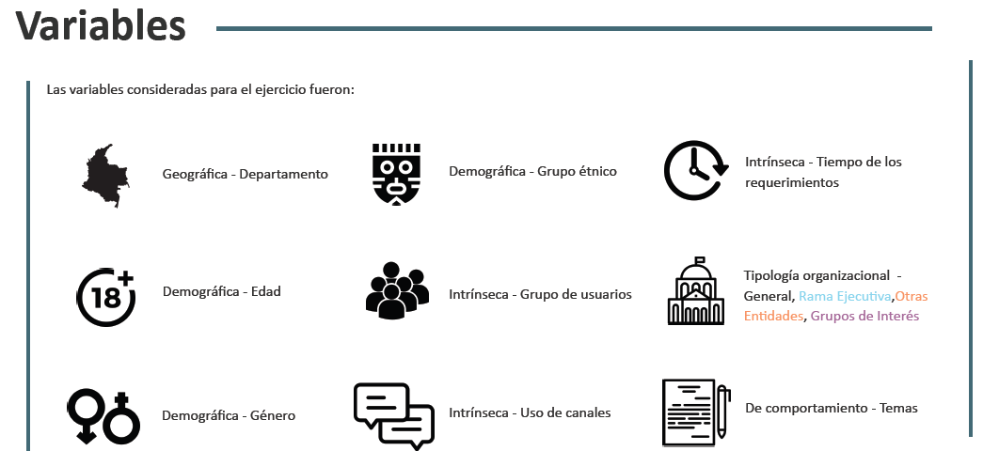 Variables
Las variables consideradas para el ejercicio fueron:
Geográfica - Departamento
Demográfica - Grupo étnico
Intrínseca - Tiempo de los
requerimientos
18+
Demográfica - Edad
Intrínseca - Grupo de usuarios
Tipología organizacional -
General, Rama Ejecutiva,Otras
Entidades, Grupos de Interés
Demográfica - Género
Intrínseca - Uso de canales
De comportamiento - Temas